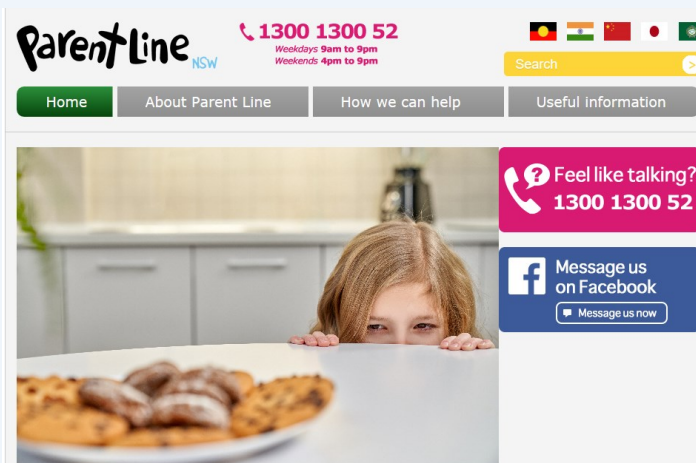 Parent Line NSW
1300 1300 52
Weekdays 9am to 9pm
Weekends 4pm to 9pm
Search
Home
About Parent Line
How we can help
Useful information
Feel like talking?
1300 1300 52
Message us
on Facebook
Message us now